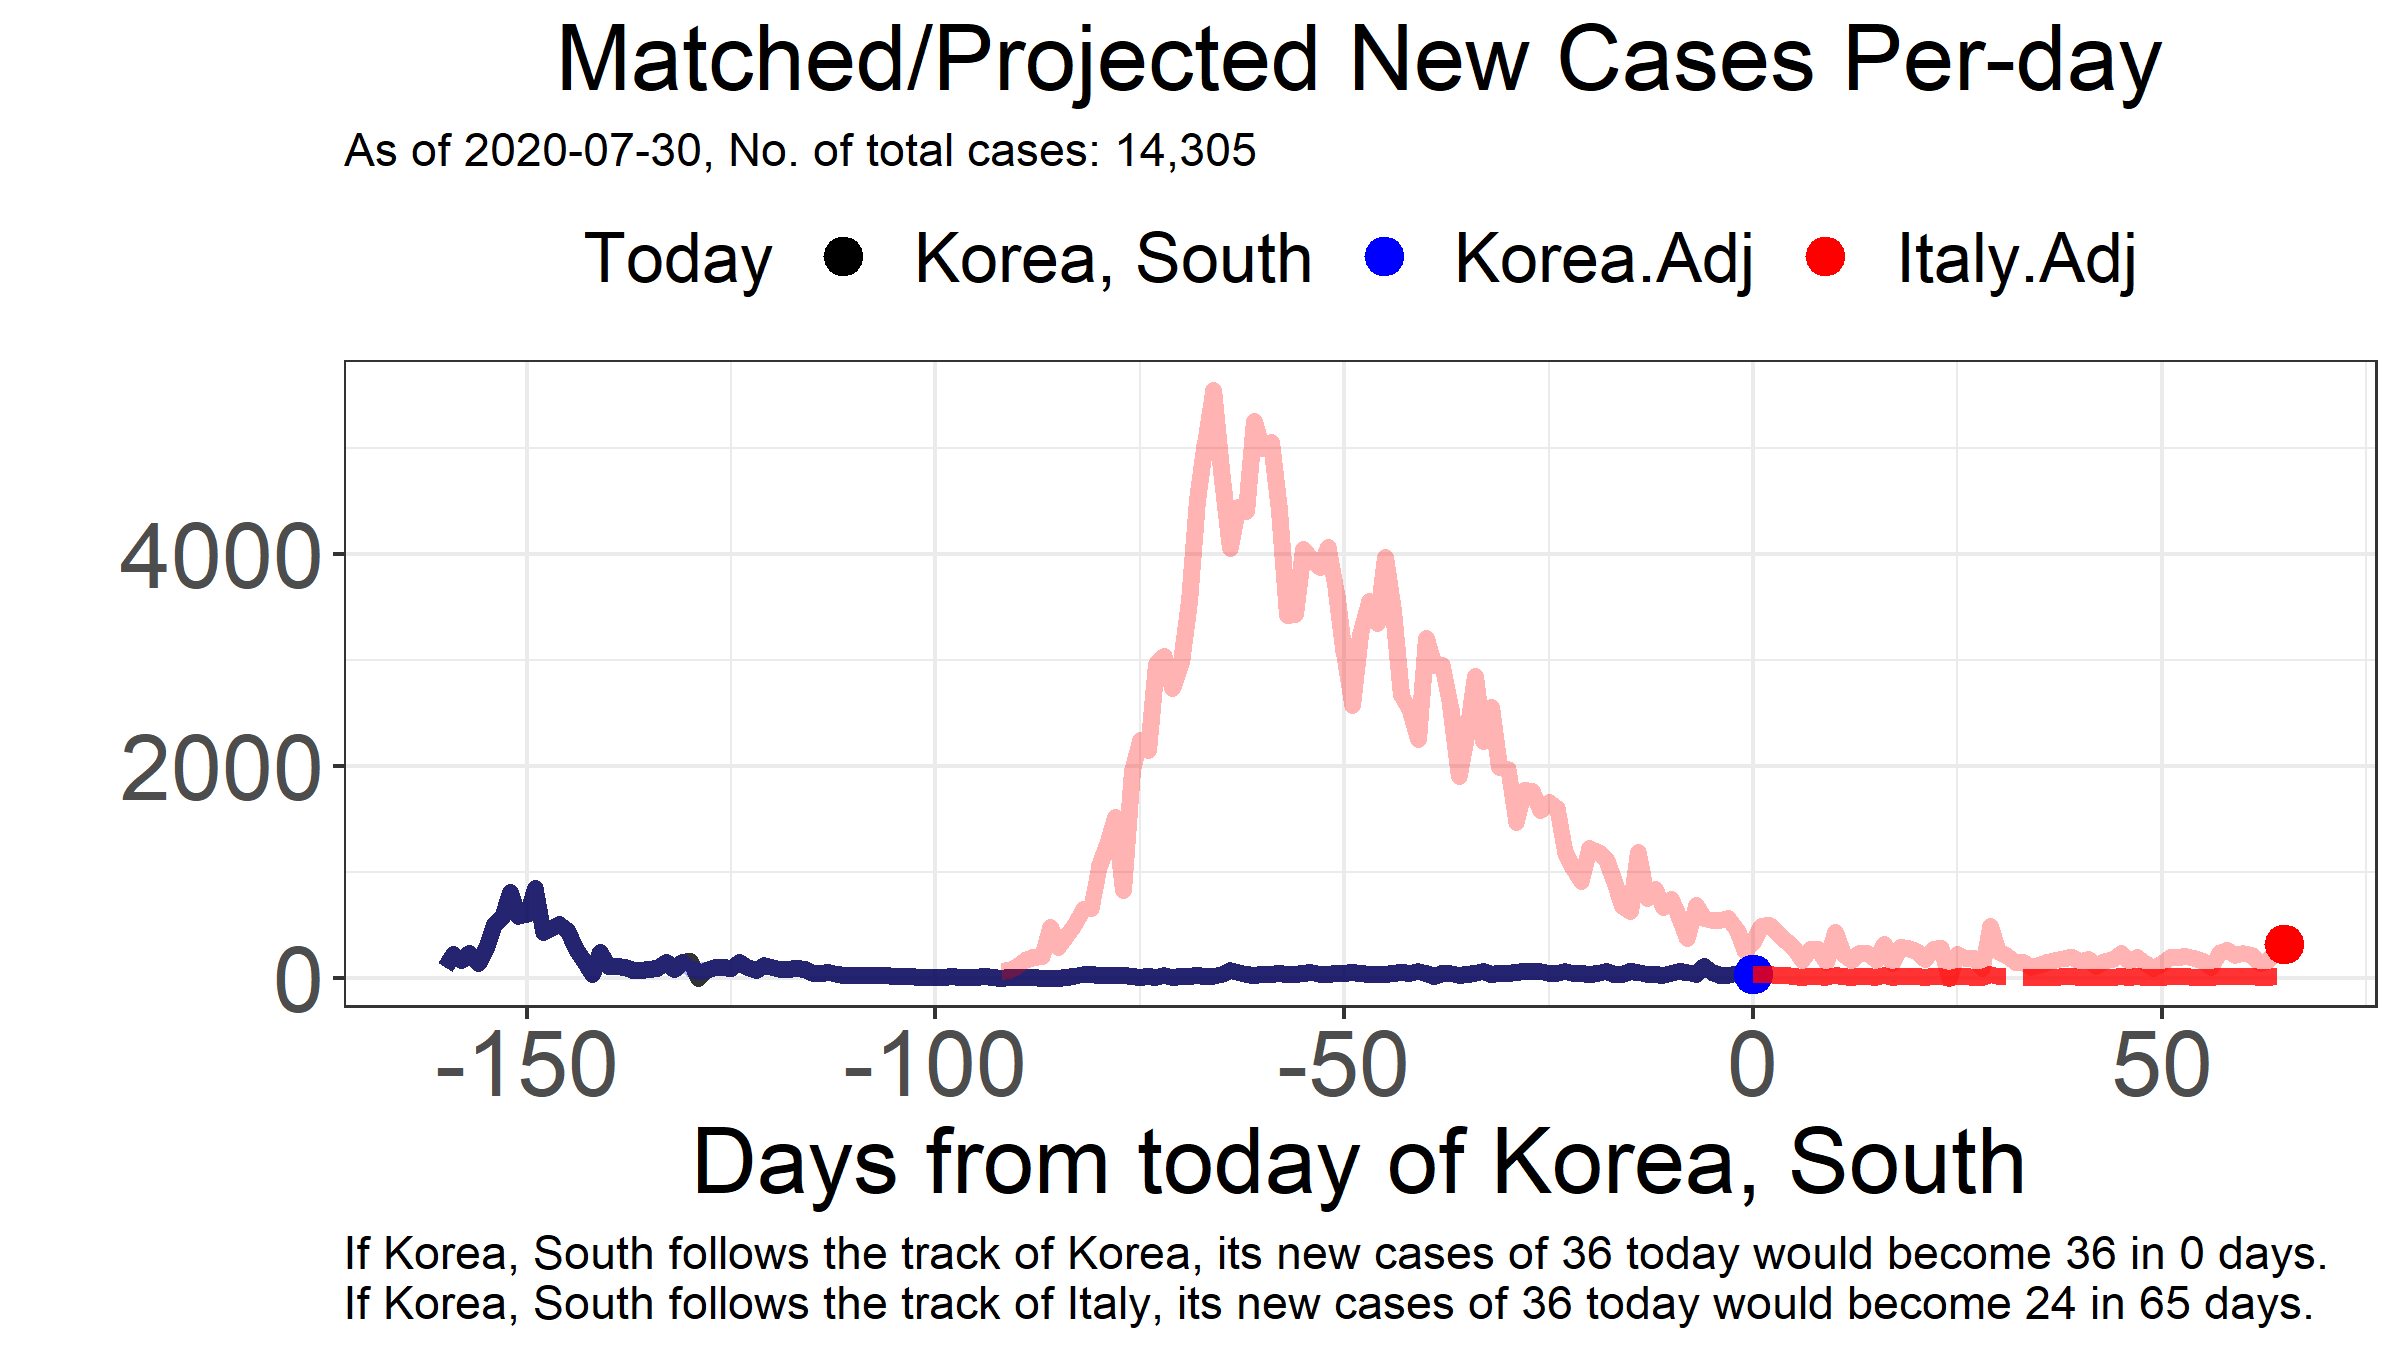 Matched/Projected New Cases Per-day
As of 2020-07-30, No. of total cases: 14,305
Today Korea, South Korea.Adj Italy.Adj
4000
2000
0
-150 -100 -50 0 50
Days from today of Korea, South
If Korea, South follows the track of Korea, its new cases of 36 today would become 36 in 0 days.
If Korea, South follows the track of Italy, its new cases of 36 today would become 24 in 65 days.